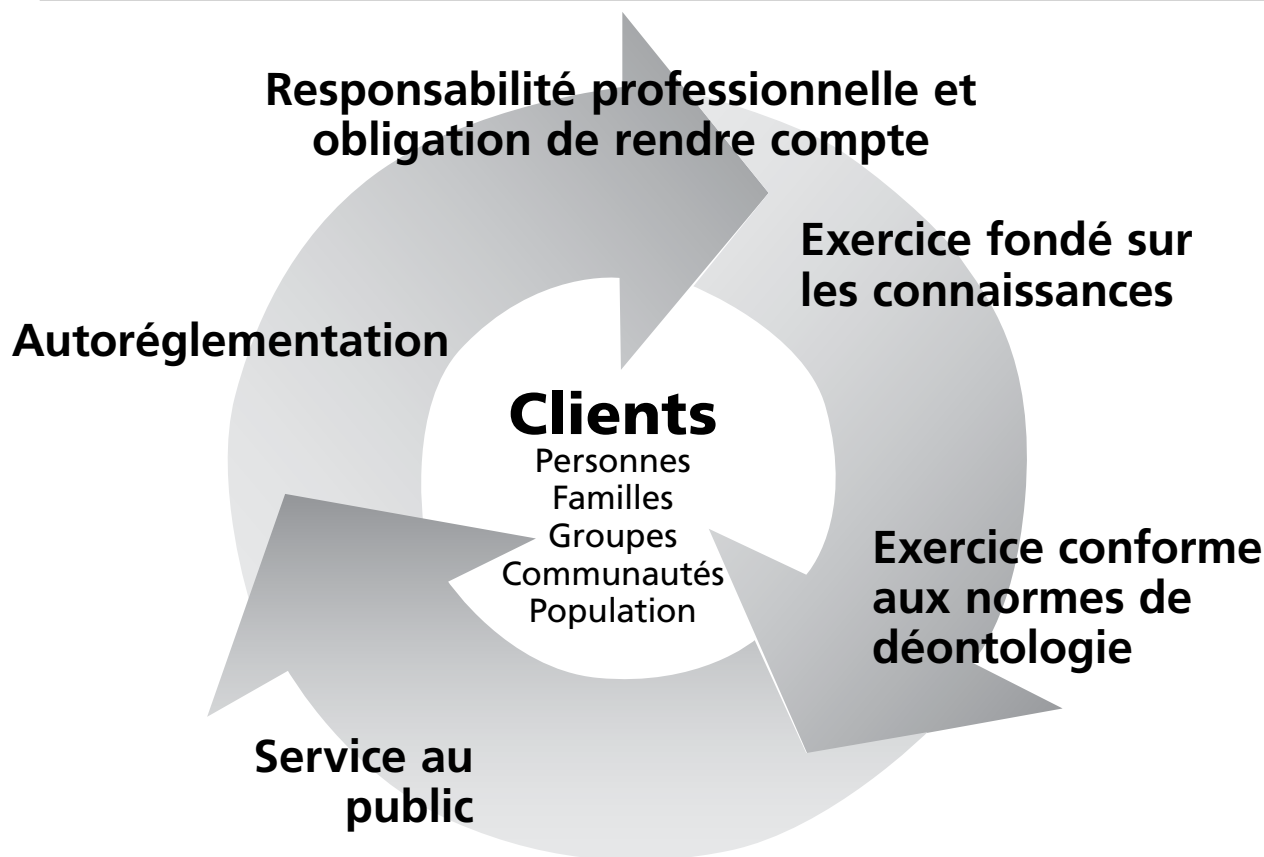 Responsabilité professionnelle et
obligation de rendre compte
Exercice fondé sur
les connaissances
Autoréglementation
Clients
Personnes
Familles
Groupes
Communautés
Population
Exercice conforme
aux normes de
déontologie
Service au
public